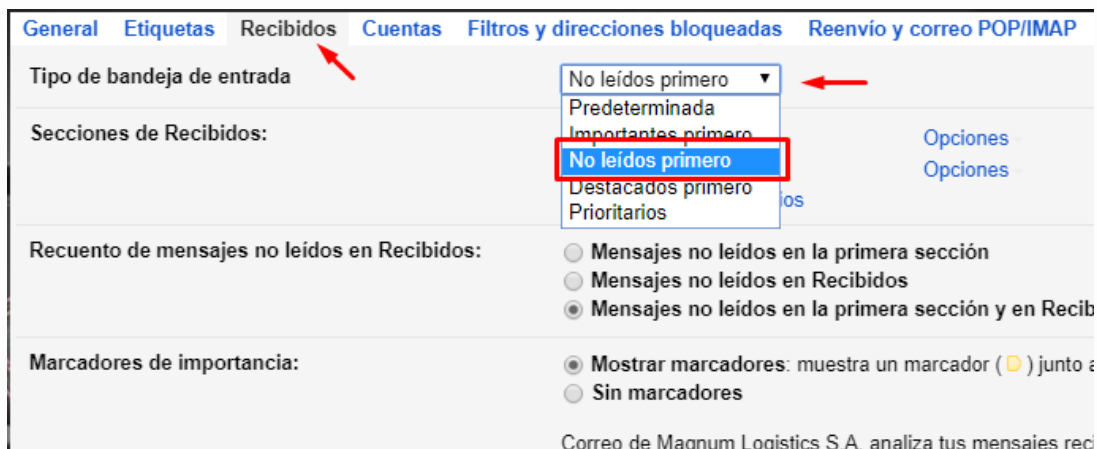 General Etiquetas Recibidos Cuentas Filtros y direcciones bloqueadas Reenvío y correo POP/IMAP
Tipo de bandeja de entrada
No leídos primero
Predeterminada
Importantes primero
No leídos primero
Destacados primero
Prioritarios
Secciones de Recibidos:
Opciones
Opciones
ios
Recuento de mensajes no leídos en Recibidos:
Mensajes no leídos en la primera sección
Mensajes no leídos en Recibidos
Mensajes no leídos en la primera sección y en Recib
Marcadores de importancia:
Mostrar marcadores: muestra un marcador ( ) junto a
Sin marcadores
Correo de Magnum Logistics S.A. analiza tus mensajes reci